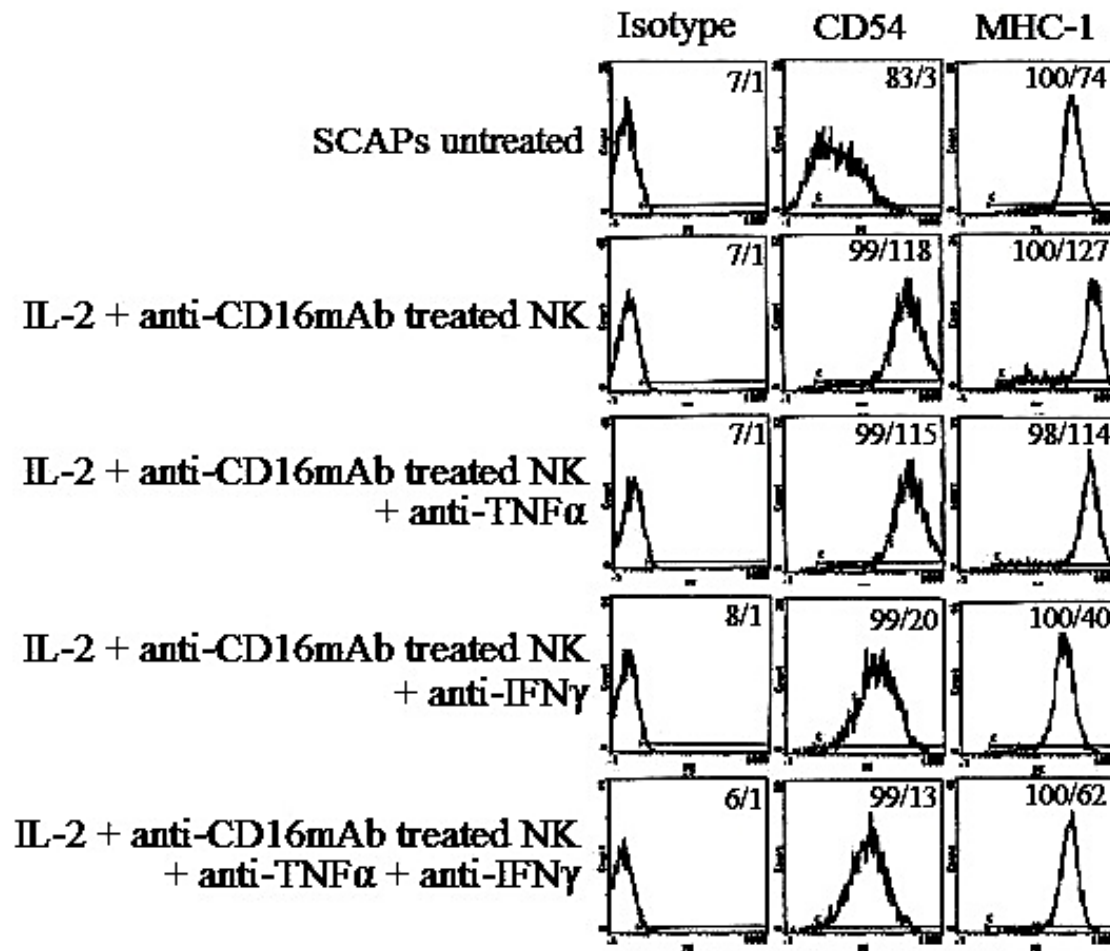 Isotype CD54 MHC-1
SCAPs untreated 7/1 83/3 100/74
IL-2 + anti-CD16mAb treated NK 7/1 99/118 100/127
IL-2 + anti-CD16mAb treated NK 7/1 99/115 98/114
+ anti-TNFα
IL-2 + anti-CD16mAb treated NK 8/1 99/20 100/40
+ anti-IFNγ
IL-2 + anti-CD16mAb treated NK 6/1 99/13 100/62
+ anti-TNFα + anti-IFNγ